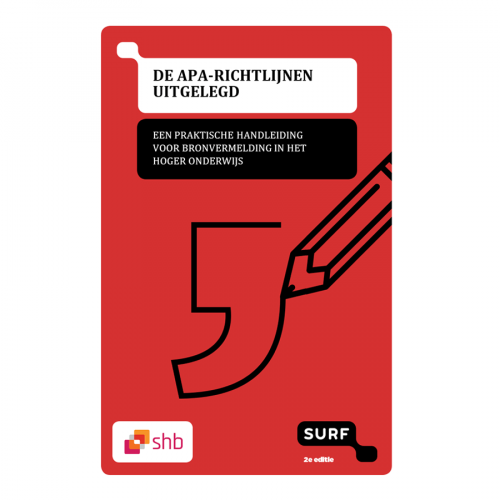 DE APA-RICHTLIJNEN
UITGELEGD
EEN PRAKTISCHE HANDLEIDING
VOOR BRONVERMELDING IN HET
HOGER ONDERWIJS
shb
SURF
2e editie